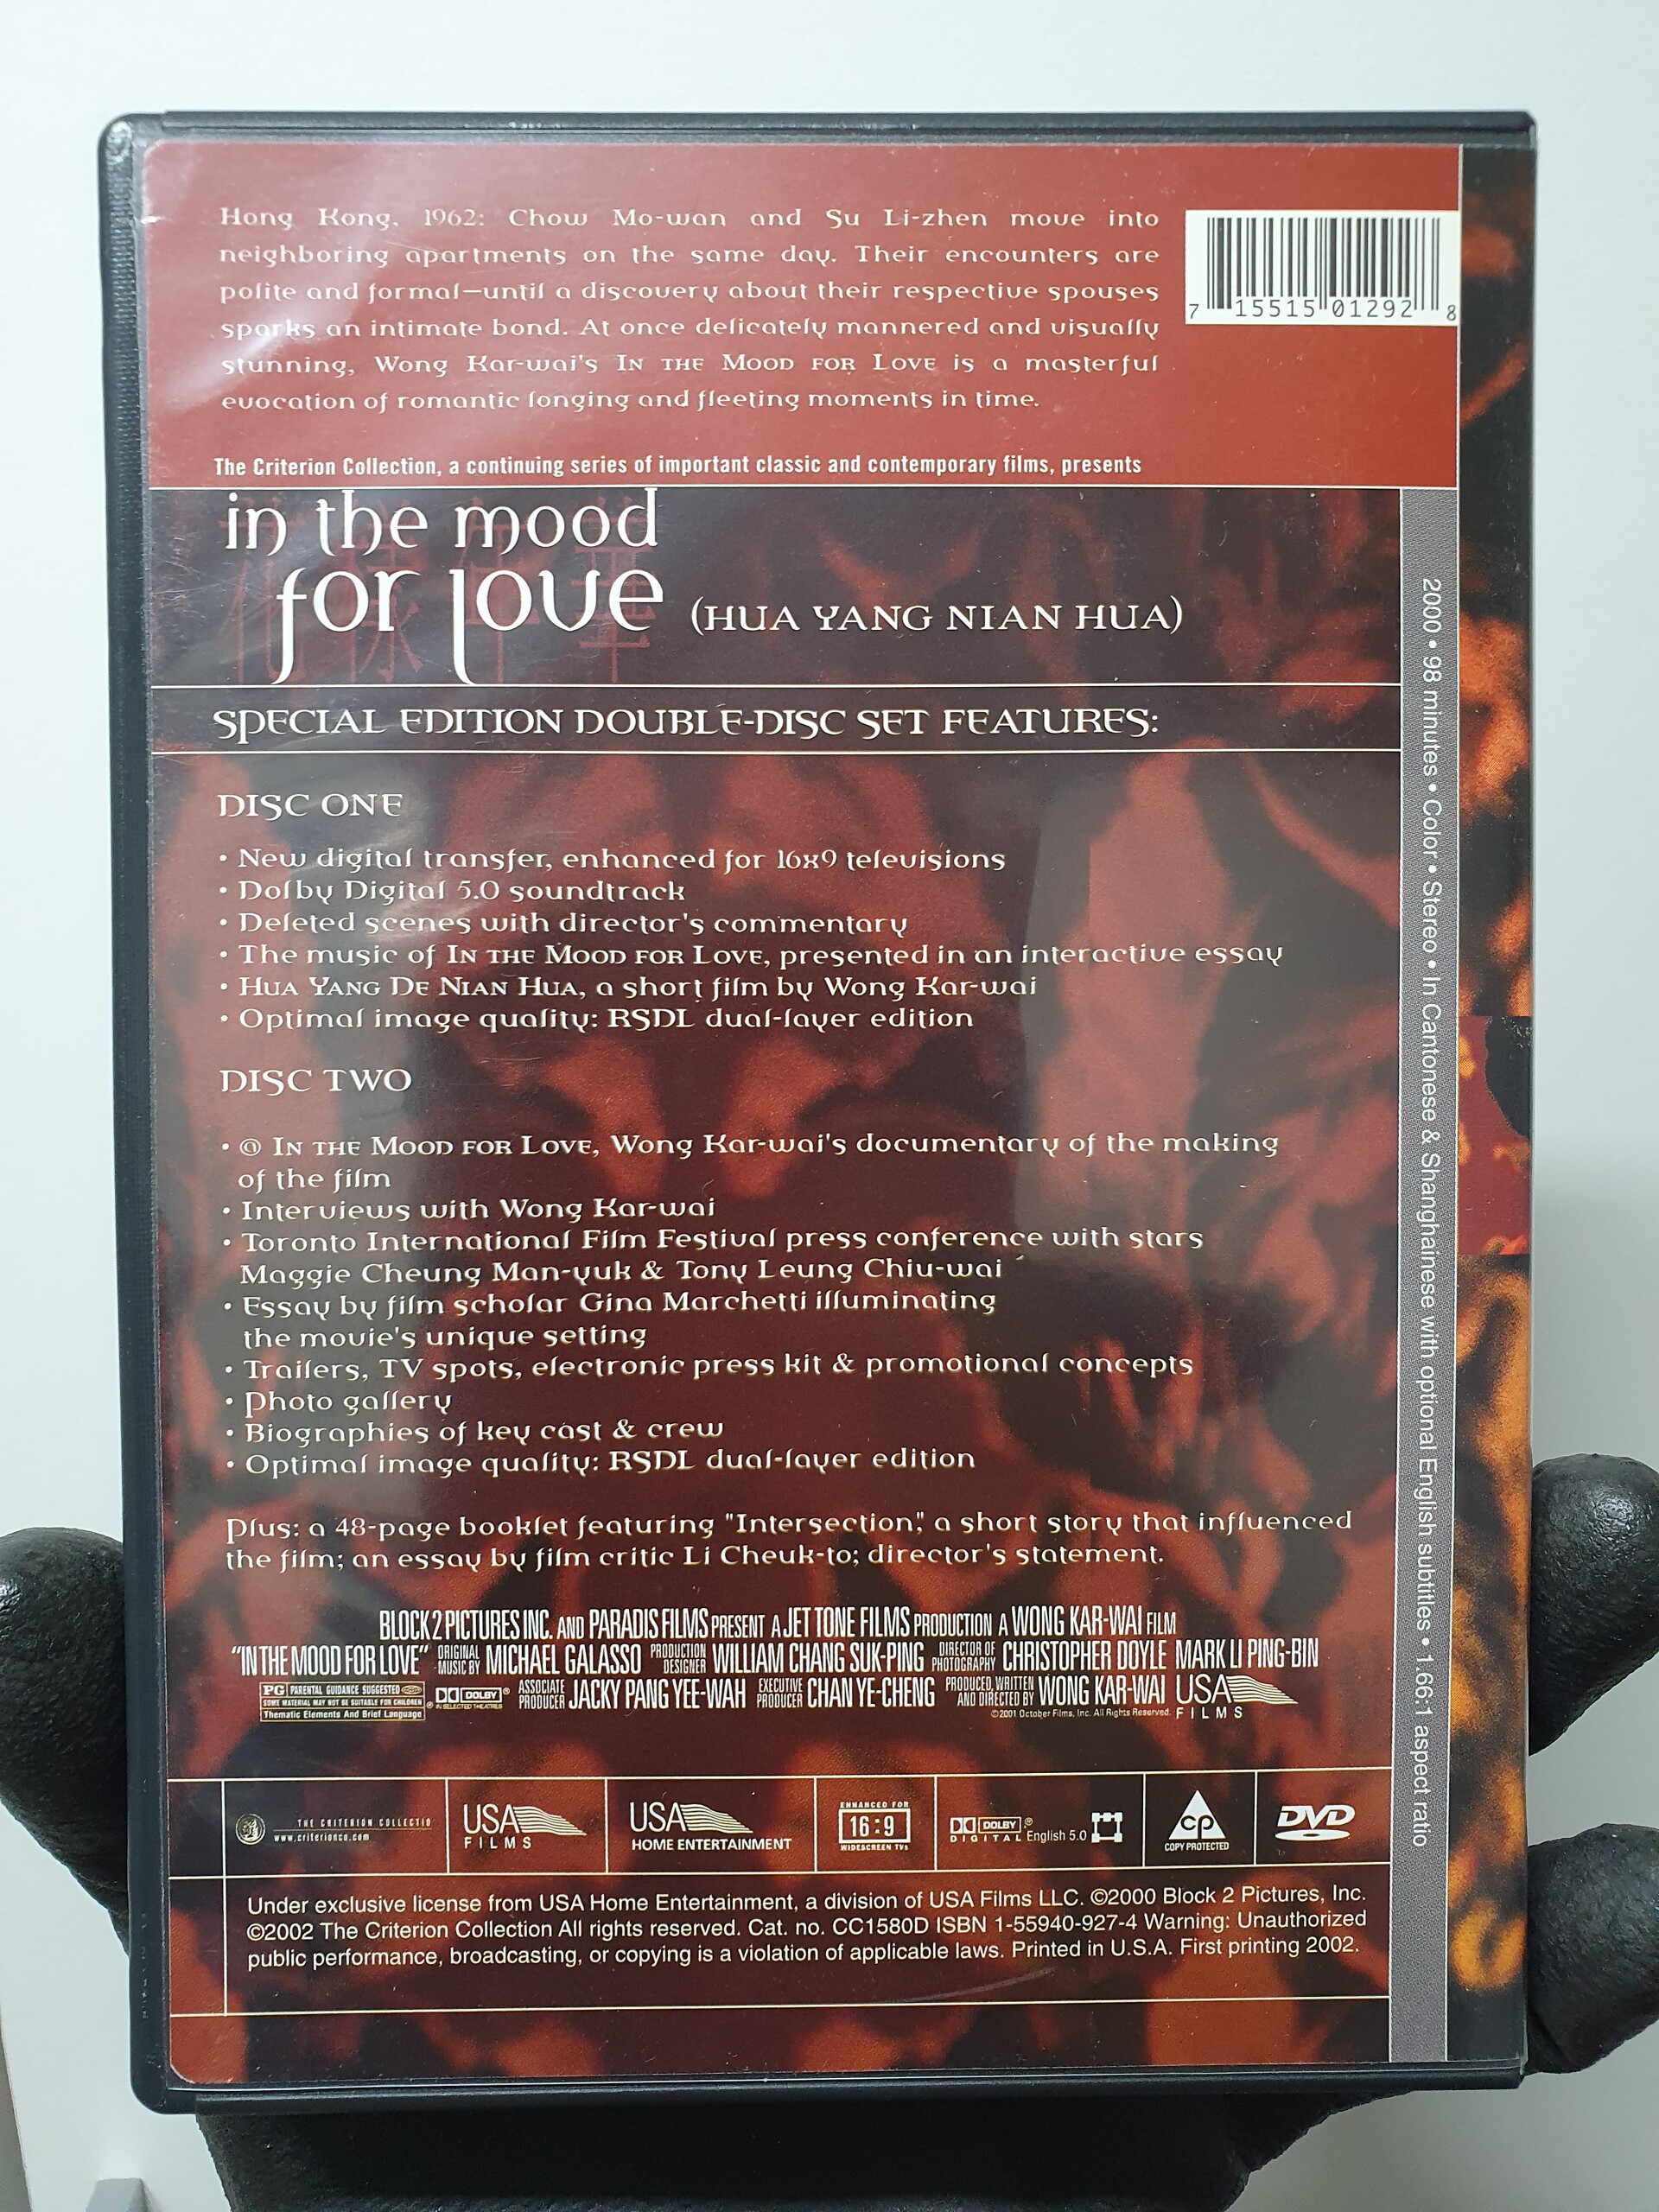 Hong Kong, 1962: Chow Mo-wan and Su Li-zhen move into
neighboring apartments on the same day. Their encounters are
polite and formal—until a discovery about their respective spouses
sparks an intimate bond. At once delicately mannered and visually
stunning, Wong Kar-wai's IN THE MOOD FOR LOVE is a masterful
evocation of romantic longing and fleeting moments in time.
7 15515 01292 8
The Criterion Collection, a continuing series of important classic and contemporary films, presents
in the mood
for love (HUA YANG NIAN HUA)
花樣年華
SPECIAL EDITION DOUBLE-DISC SET FEATURES:
DISC ONE
• New digital transfer, enhanced for 16x9 televisions
• Dolby Digital 5.0 soundtrack
• Deleted scenes with director's commentary
• The music of IN THE MOOD FOR LOVE, presented in an interactive essay
• HUA YANG DE NIAN HUA, a short film by Wong Kar-wai
• Optimal image quality: RSDL dual-layer edition
DISC TWO
• @ IN THE MOOD FOR LOVE, Wong Kar-wai's documentary of the making
of the film
• Interviews with Wong Kar-wai
• Toronto International Film Festival press conference with stars
Maggie Cheung Man-yuk & Tony Leung Chiu-wai
• Essay by film scholar Gina Marchetti illuminating
the movie's unique setting
• Trailers, TV spots, electronic press kit & promotional concepts
• Photo gallery
• Biographies of key cast & crew
• Optimal image quality: RSDL dual-layer edition
Plus: a 48-page booklet featuring "Intersection," a short story that influenced
the film; an essay by film critic Li Cheuk-to; director's statement.
BLOCK 2 PICTURES INC. AND PARADIS FILMS PRESENT A JET TONE FILMS PRODUCTION A WONG KAR-WAI FILM
"IN THE MOOD FOR LOVE" ORIGINAL MUSIC BY MICHAEL GALASSO PRODUCTION DESIGNER WILLIAM CHANG SUK-PING DIRECTOR OF PHOTOGRAPHY CHRISTOPHER DOYLE MARK LI PING-BIN
PG PARENTAL GUIDANCE SUGGESTED
SOME MATERIAL MAY NOT BE SUITABLE FOR CHILDREN
Thematic Elements And Brief Language
DOLBY
IN SELECTED THEATRES
ASSOCIATE PRODUCER JACKY PANG YEE-WAH EXECUTIVE PRODUCER CHAN YE-CHENG PRODUCED, WRITTEN AND DIRECTED BY WONG KAR-WAI USA FILMS
©2001 October Films, Inc. All Rights Reserved.
THE CRITERION COLLECTIO
www.criterionco.com
USA FILMS
USA HOME ENTERTAINMENT
ENHANCED FOR 16:9 WIDESCREEN TVs
DOLBY DIGITAL English 5.0
cp COPY PROTECTED
DVD
Under exclusive license from USA Home Entertainment, a division of USA Films LLC. ©2000 Block 2 Pictures, Inc.
©2002 The Criterion Collection All rights reserved. Cat. no. CC1580D ISBN 1-55940-927-4 Warning: Unauthorized
public performance, broadcasting, or copying is a violation of applicable laws. Printed in U.S.A. First printing 2002.
2000 • 98 minutes • Color • Stereo • In Cantonese & Shanghainese with optional English subtitles • 1.66:1 aspect ratio